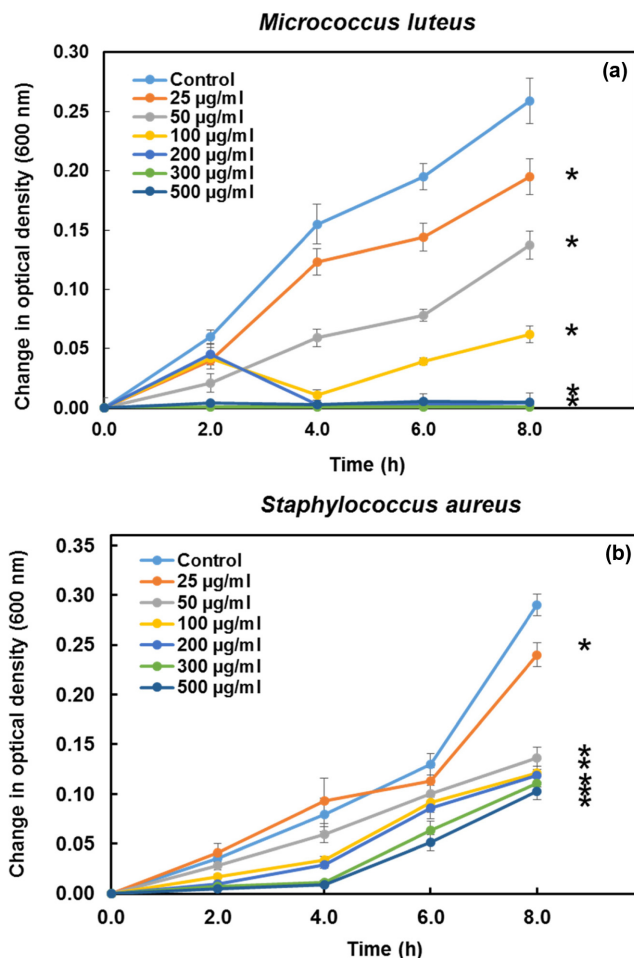 Micrococcus luteus
(a)
Change in optical density (600 nm)
0.30
0.25
0.20
0.15
0.10
0.05
0.00
Control
25 µg/ml
50 µg/ml
100 µg/ml
200 µg/ml
300 µg/ml
500 µg/ml
*
*
*
*
*
*
0.0 2.0 4.0 6.0 8.0
Time (h)
Staphylococcus aureus
(b)
Change in optical density (600 nm)
0.35
0.30
0.25
0.20
0.15
0.10
0.05
0.00
Control
25 µg/ml
50 µg/ml
100 µg/ml
200 µg/ml
300 µg/ml
500 µg/ml
*
*
*
*
*
*
0.0 2.0 4.0 6.0 8.0
Time (h)